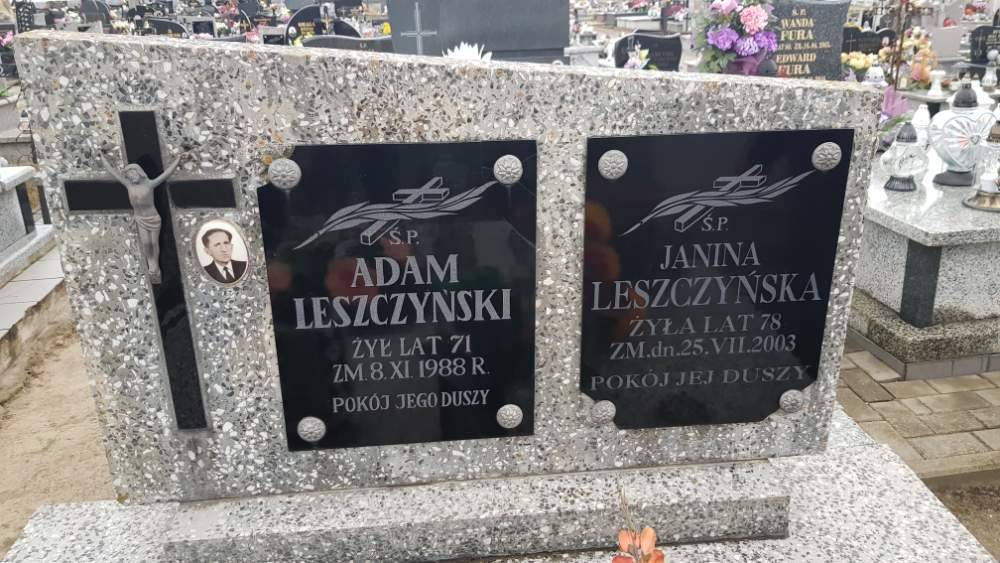 Ś.P.
ADAM
LESZCZYNSKI
ŻYŁ LAT 71
ZM. 8. XI 1988 R.
POKÓJ JEGO DUSZY
Ś.P.
JANINA
LESZCZYŃSKA
ŻYŁA LAT 78
ZM.dn.25.VII.2003
POKÓJ JEJ DUSZY
Ś.P.
WANDA
FURA
EDWARD
FURA